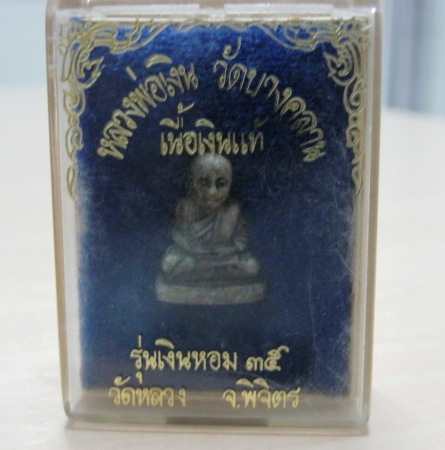 หลวงพ่อเงิน วัดบางคลาน
เนื้อเงินแท้
รุ่นเงินหอม ๓๕
วัดหลวง จ.พิจิตร